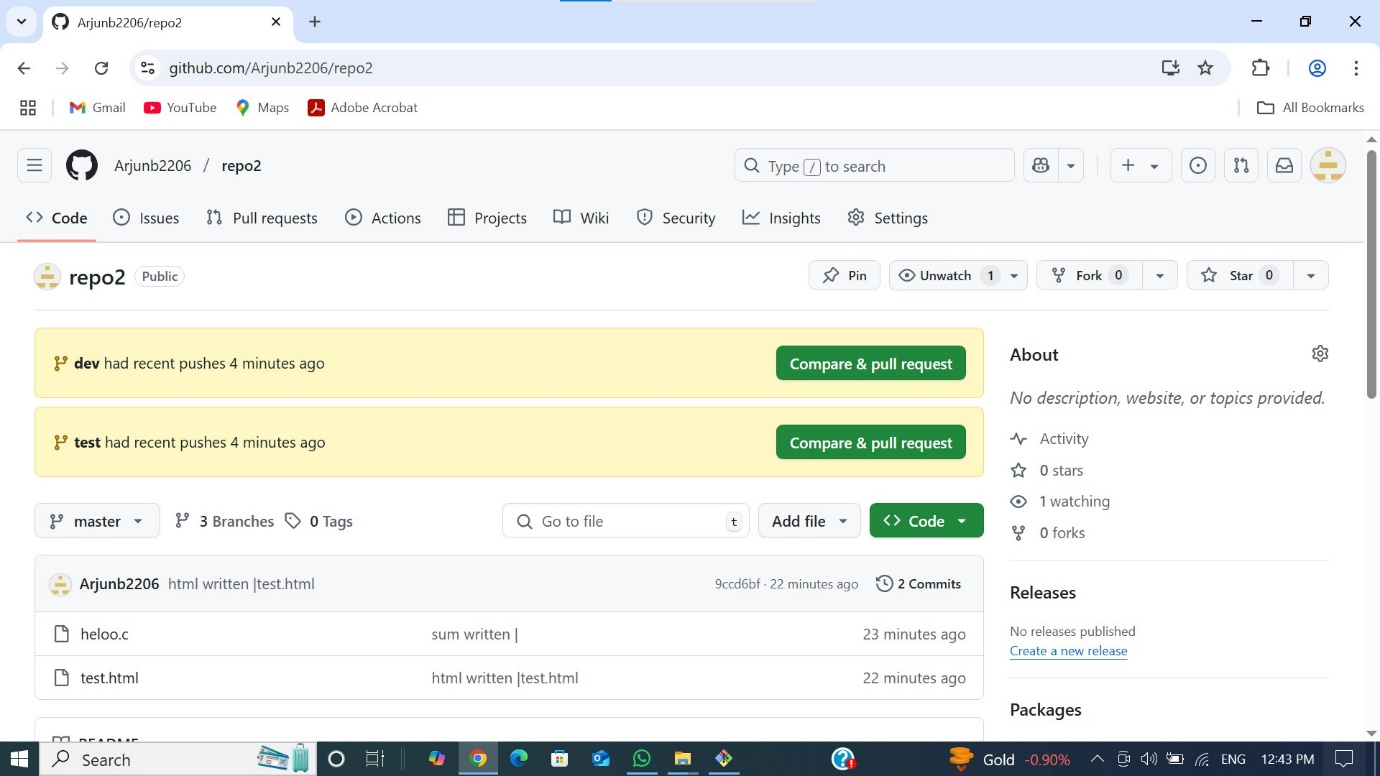 Arjunb2206/repo2
github.com/Arjunb2206/repo2
Gmail YouTube Maps Adobe Acrobat All Bookmarks
Arjunb2206 / repo2 Type / to search
Code Issues Pull requests Actions Projects Wiki Security Insights Settings
repo2 Public Pin Unwatch 1 Fork 0 Star 0
dev had recent pushes 4 minutes ago Compare & pull request
test had recent pushes 4 minutes ago Compare & pull request
About
No description, website, or topics provided.
Activity
0 stars
1 watching
0 forks
master 3 Branches 0 Tags Go to file t Add file Code
Arjunb2206 html written |test.html 9ccd6bf · 22 minutes ago 2 Commits
heloo.c sum written | 23 minutes ago
test.html html written |test.html 22 minutes ago
Releases
No releases published
Create a new release
Packages
README
Search Gold -0.90% ENG 12:43 PM